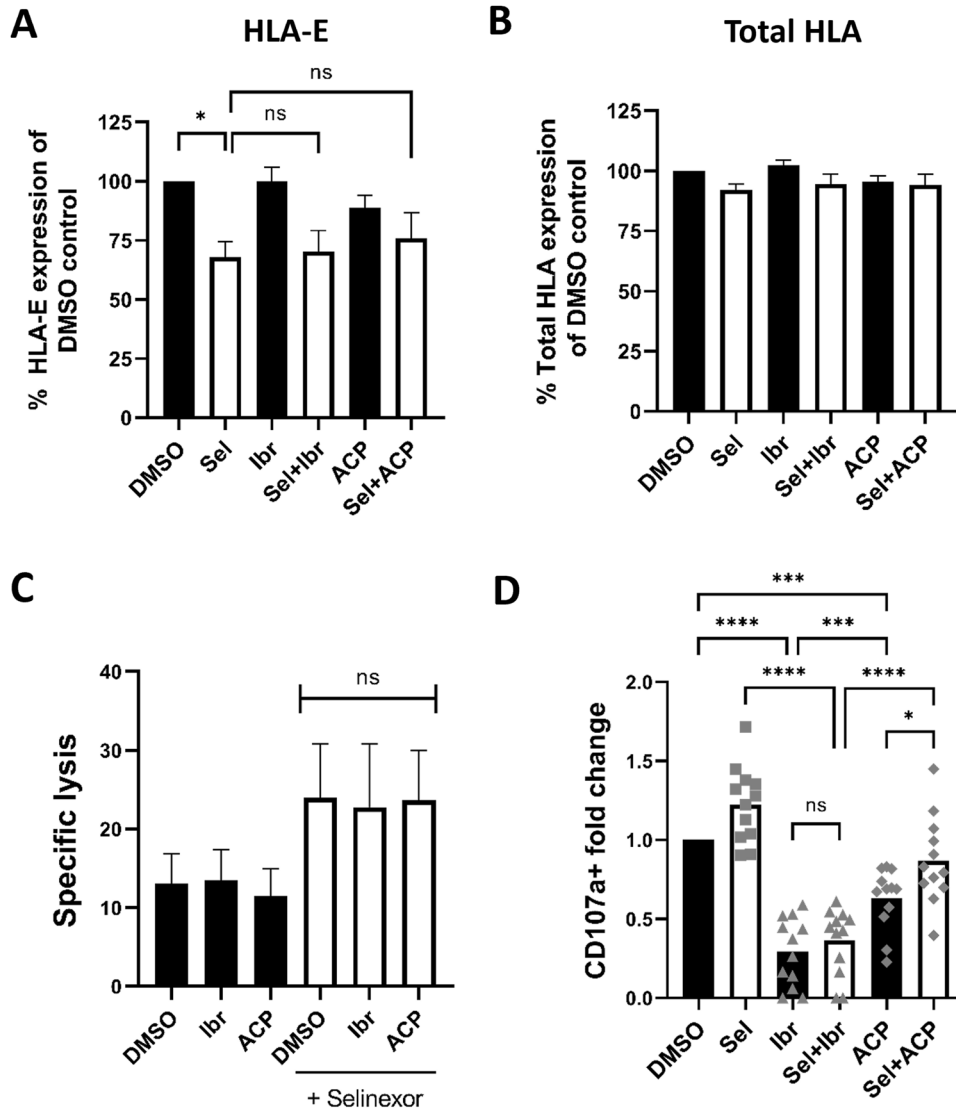 A
HLA-E
% HLA-E expression of
DMSO control
125
100
75
50
25
0
*
ns
ns
DMSO
Sel
Ibr
Sel+Ibr
ACP
Sel+ACP
B
Total HLA
% Total HLA expression
of DMSO control
125
100
75
50
25
0
DMSO
Sel
Ibr
Sel+Ibr
ACP
Sel+ACP
C
Specific lysis
40
30
20
10
0
ns
DMSO
Ibr
ACP
DMSO
Ibr
ACP
+ Selinexor
D
CD107a+ fold change
2.0
1.5
1.0
0.5
0.0
***
****
***
****
****
*
ns
DMSO
Sel
Ibr
Sel+Ibr
ACP
Sel+ACP